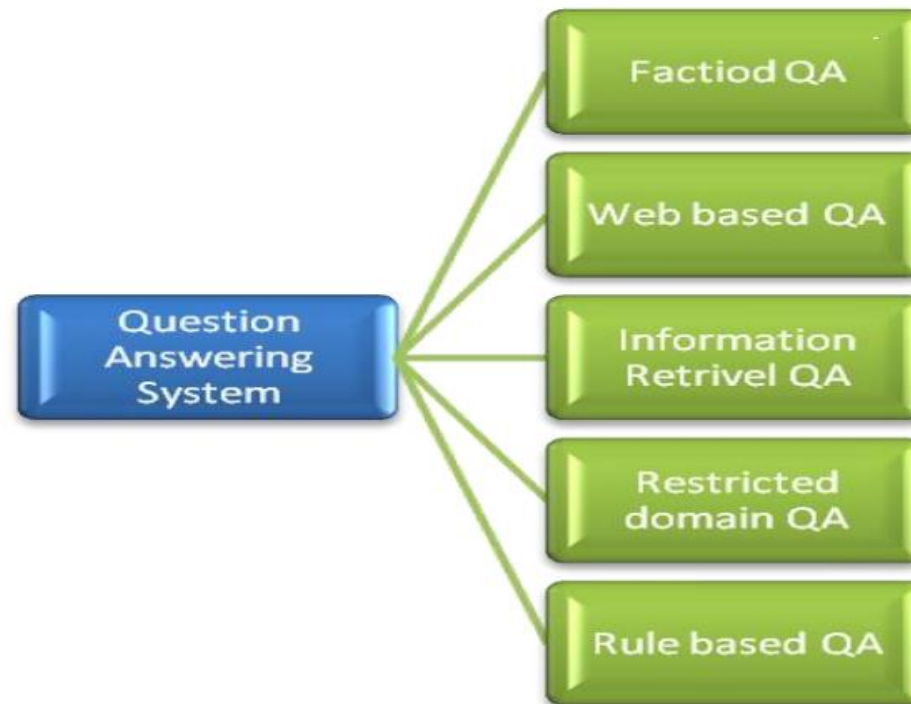 Factiod QA
Web based QA
Question
Answering
System
Information
Retrivel QA
Restricted
domain QA
Rule based QA